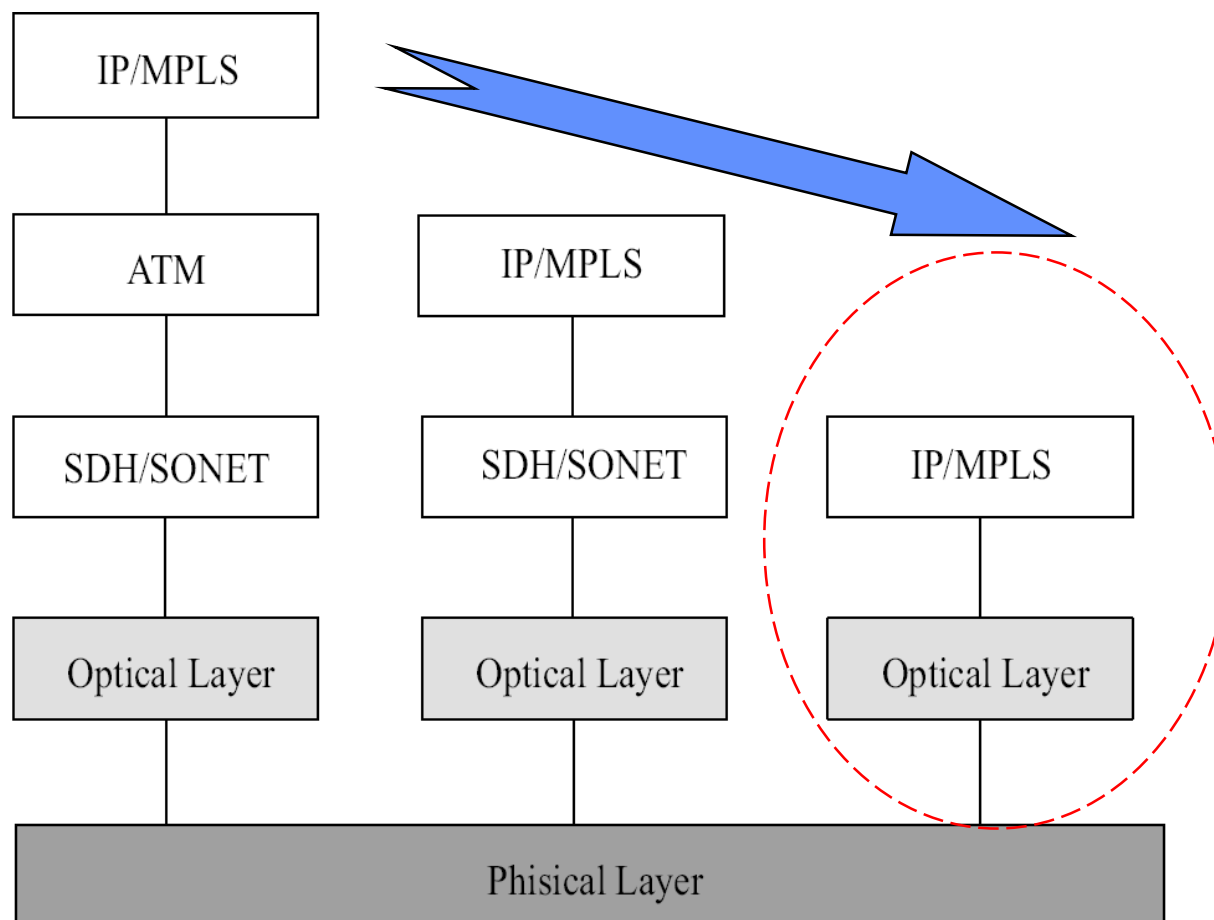 IP/MPLS
ATM
IP/MPLS
SDH/SONET
SDH/SONET
IP/MPLS
Optical Layer
Optical Layer
Optical Layer
Phisical Layer